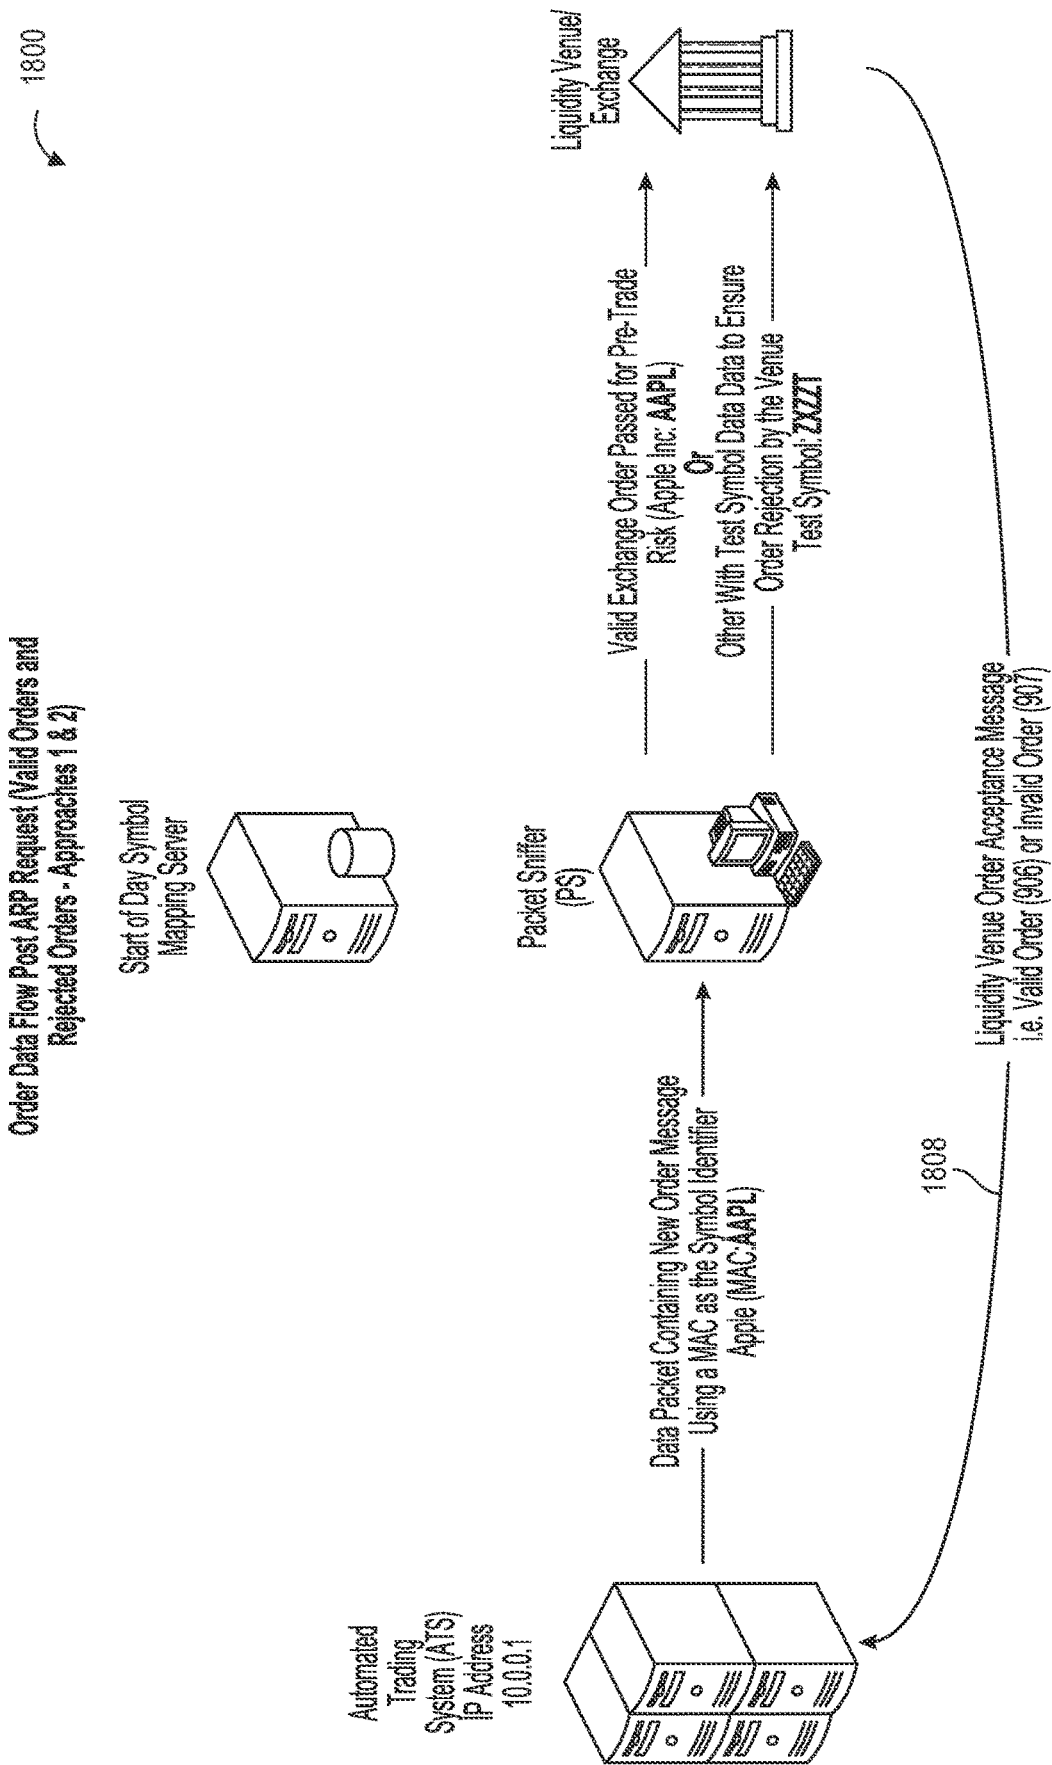 1800
Order Data Flow Post ARP Request (Valid Orders and
Rejected Orders - Approaches 1 & 2)
Start of Day Symbol
Mapping Server
Automated
Trading
System (ATS)
IP Address
10.0.0.1
Data Packet Containing New Order Message
Using a MAC as the Symbol Identifier
Apple (MAC:AAPL)
Packet Sniffer
(PS)
Valid Exchange Order Passed for Pre-Trade
Risk (Apple Inc: AAPL)
Or
Other With Test Symbol Data Data to Ensure
Order Rejection by the Venue
Test Symbol: ZXZZT
Liquidity Venue/
Exchange
1808
Liquidity Venue Order Acceptance Message
i.e. Valid Order (906) or Invalid Order (907)